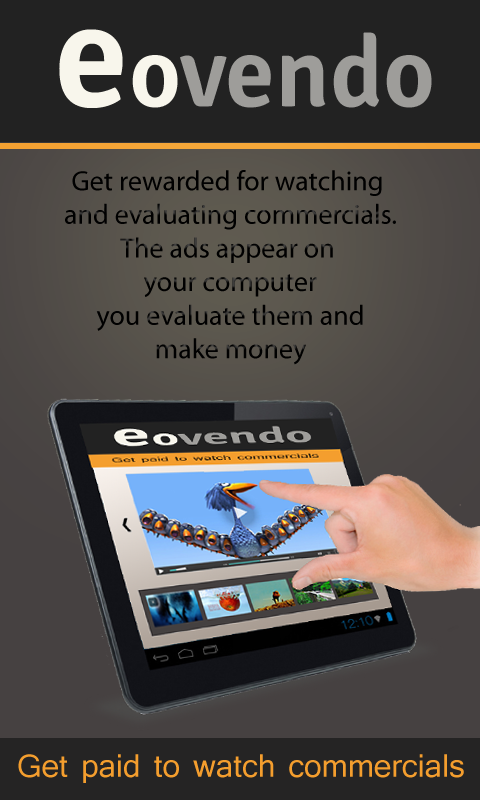 eovendo
Get rewarded for watching
and evaluating commercials.
The ads appear on
your computer
you evaluate them and
make money
eovendo
Get paid to watch commercials
12:10
Get paid to watch commercials